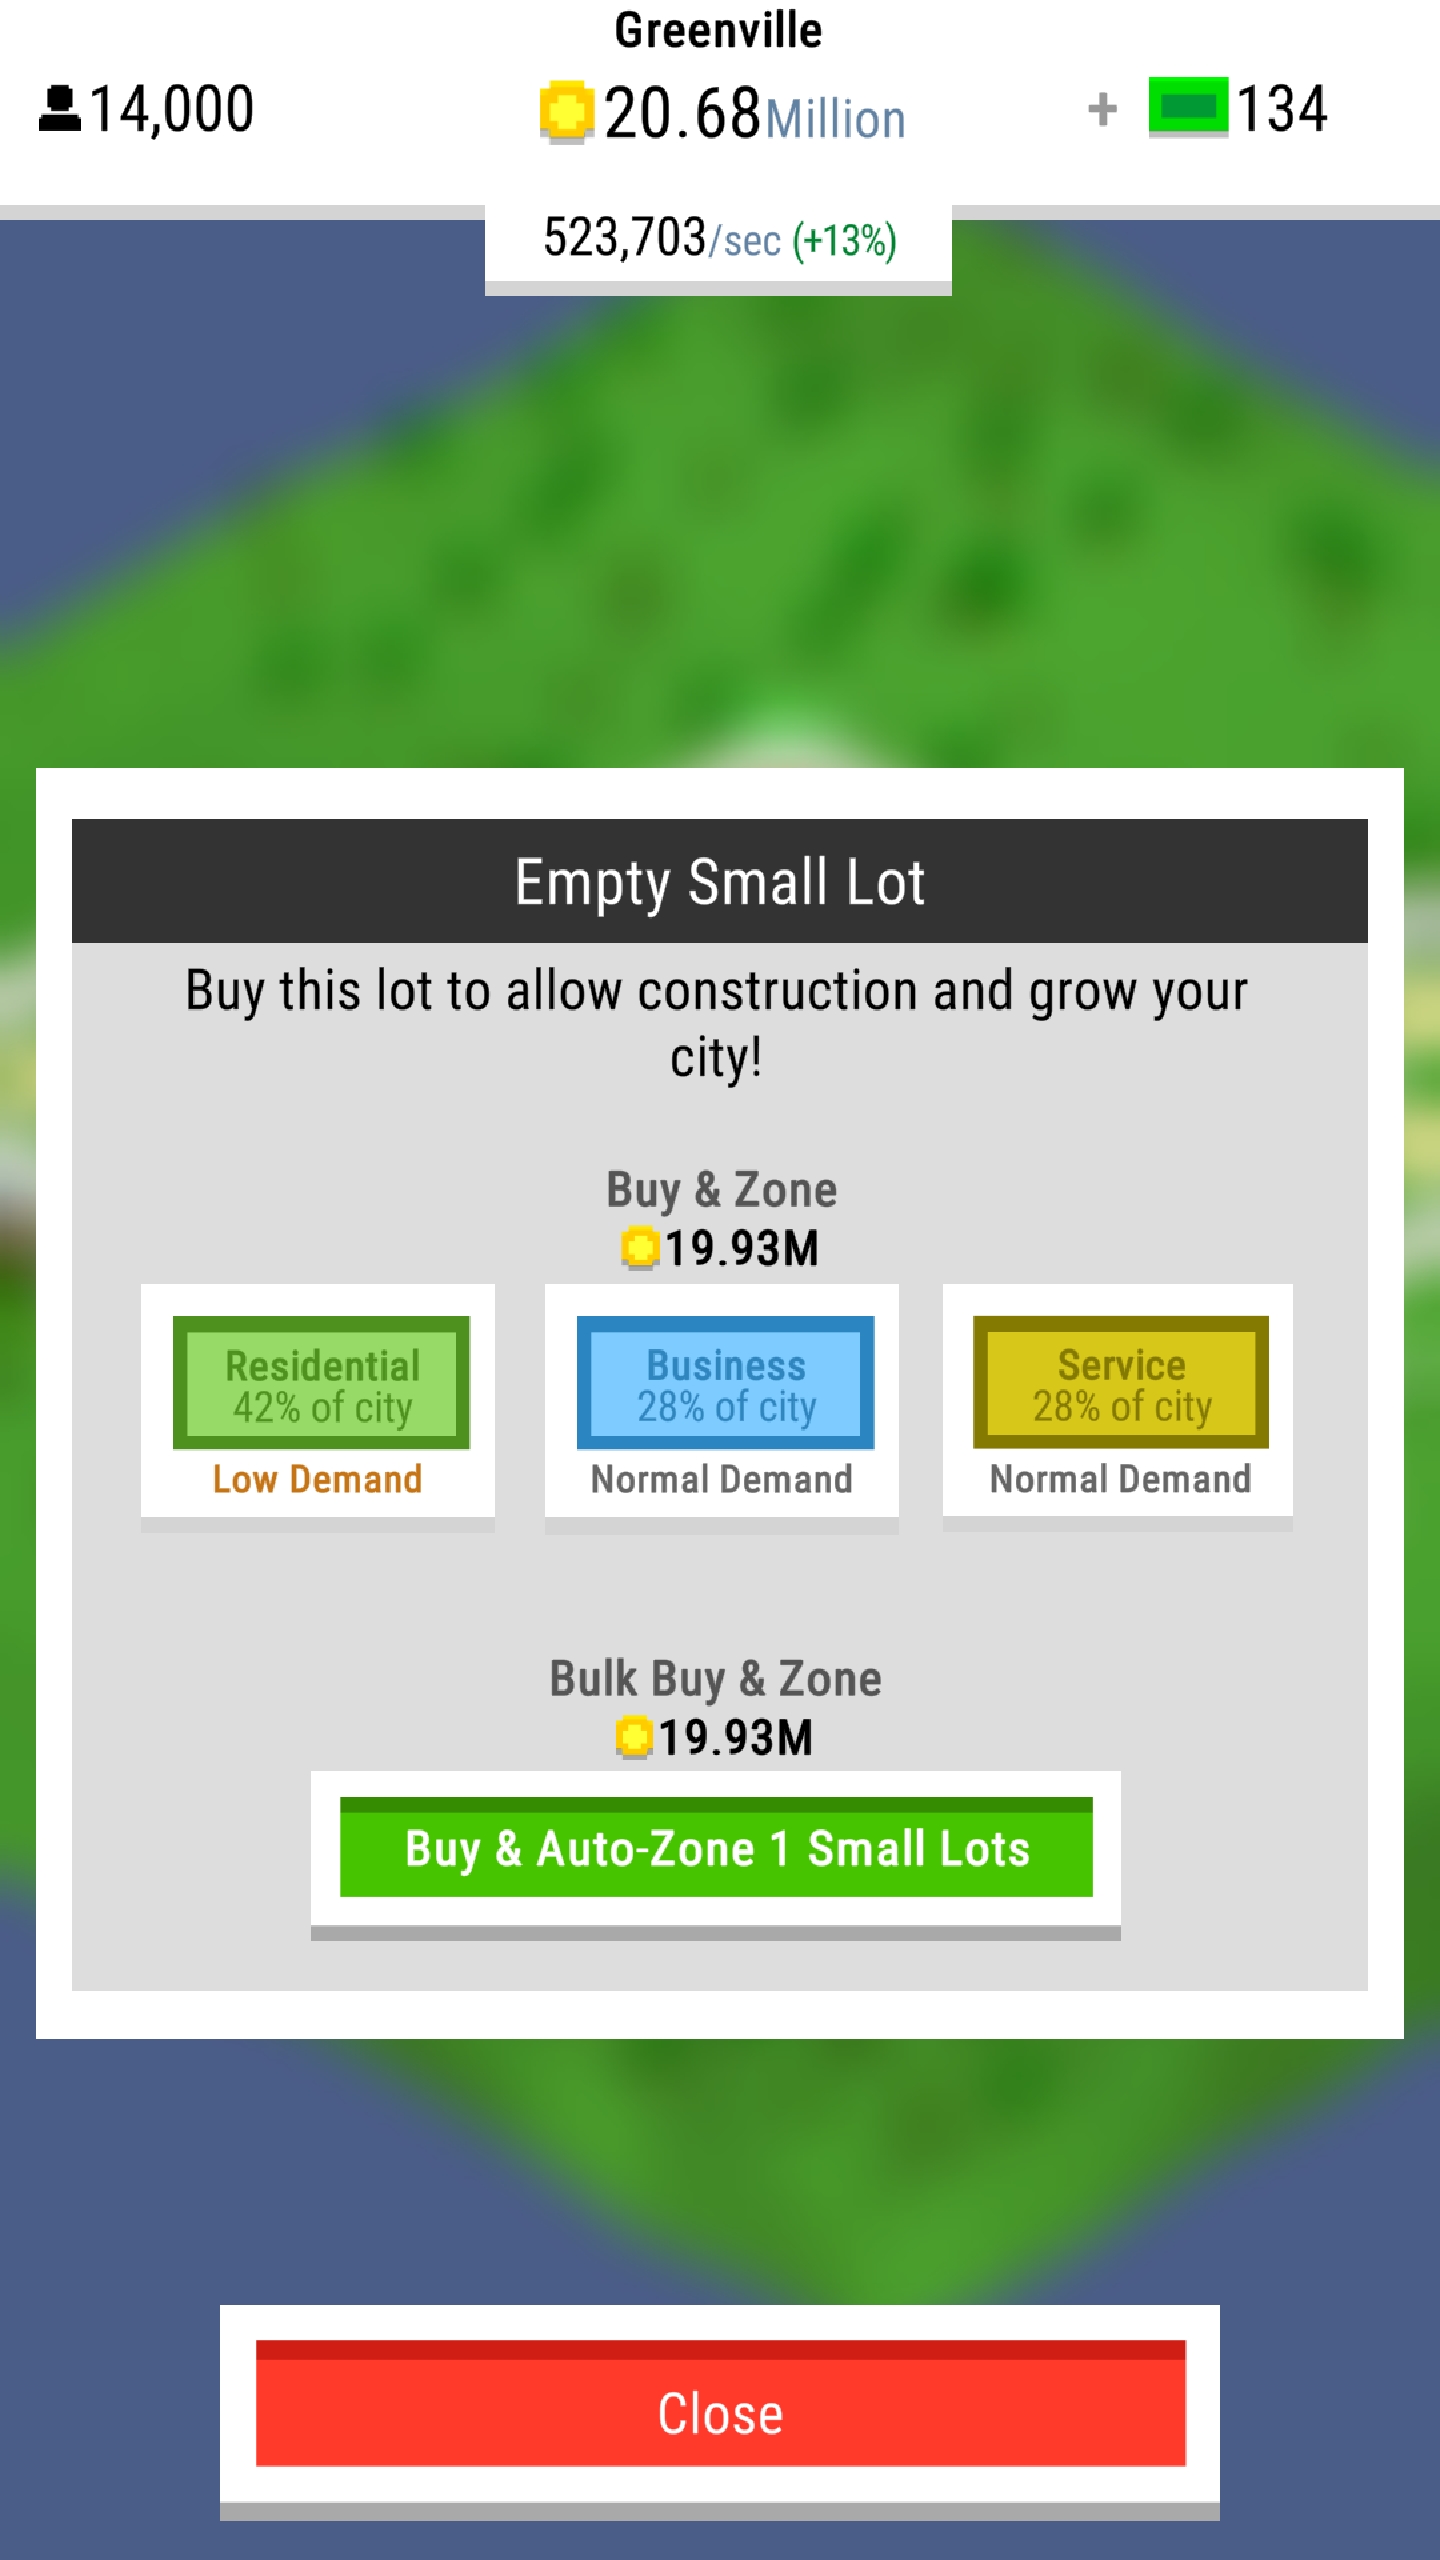 Greenville
14,000
20.68Million
+ 134
523,703/sec (+13%)
Empty Small Lot
Buy this lot to allow construction and grow your
city!
Buy & Zone
19.93M
Residential
42% of city
Low Demand
Business
28% of city
Normal Demand
Service
28% of city
Normal Demand
Bulk Buy & Zone
19.93M
Buy & Auto-Zone 1 Small Lots
Close